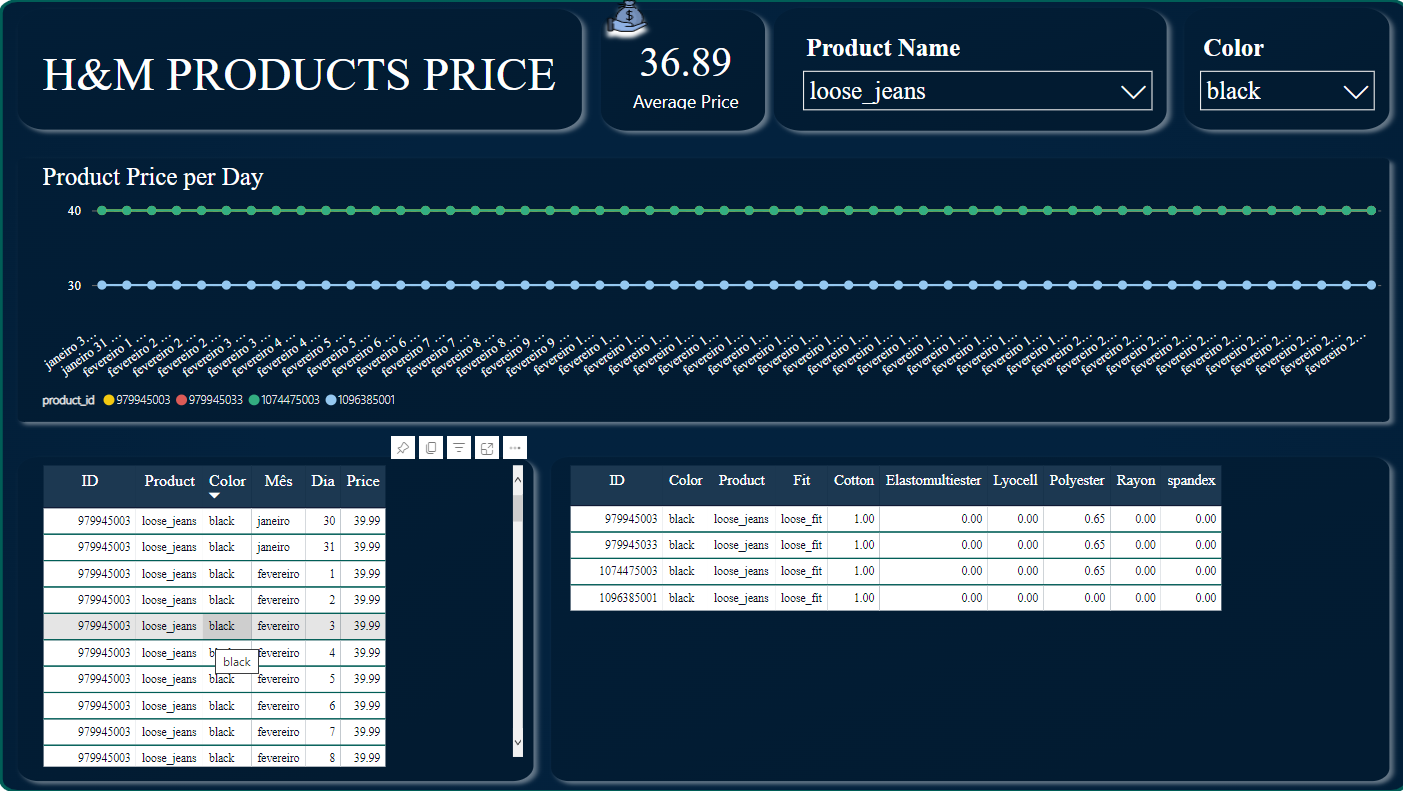 H&M PRODUCTS PRICE
$
36.89
Average Price
Product Name
loose_jeans
Color
black
Product Price per Day
40
30
janeiro 3... janeiro 31 ... fevereiro 1 ... fevereiro 2 ... fevereiro 2 ... fevereiro 3 ... fevereiro 3 ... fevereiro 4 ... fevereiro 4 ... fevereiro 5 ... fevereiro 5 ... fevereiro 6 ... fevereiro 6 ... fevereiro 7 ... fevereiro 7 ... fevereiro 8 ... fevereiro 8 ... fevereiro 9 ... fevereiro 9 ... fevereiro 1... fevereiro 1... fevereiro 1... fevereiro 1... fevereiro 1... fevereiro 1... fevereiro 1... fevereiro 1... fevereiro 1... fevereiro 1... fevereiro 1... fevereiro 1... fevereiro 1... fevereiro 1... fevereiro 1... fevereiro 1... fevereiro 1... fevereiro 1... fevereiro 1... fevereiro 1... fevereiro 2... fevereiro 2... fevereiro 2... fevereiro 2... fevereiro 2... fevereiro 2... fevereiro 2... fevereiro 2... fevereiro 2... fevereiro 2... fevereiro 2... fevereiro 2...
product_id 979945003 979945033 1074475003 1096385001
ID Product Color Mês Dia Price
979945003 loose_jeans black janeiro 30 39.99
979945003 loose_jeans black janeiro 31 39.99
979945003 loose_jeans black fevereiro 1 39.99
979945003 loose_jeans black fevereiro 2 39.99
979945003 loose_jeans black fevereiro 3 39.99
979945003 loose_jeans fevereiro 4 39.99
black
979945003 loose_jeans black fevereiro 5 39.99
979945003 loose_jeans black fevereiro 6 39.99
979945003 loose_jeans black fevereiro 7 39.99
979945003 loose_jeans black fevereiro 8 39.99
ID Color Product Fit Cotton Elastomultiester Lyocell Polyester Rayon spandex
979945003 black loose_jeans loose_fit 1.00 0.00 0.00 0.65 0.00 0.00
979945033 black loose_jeans loose_fit 1.00 0.00 0.00 0.65 0.00 0.00
1074475003 black loose_jeans loose_fit 1.00 0.00 0.00 0.65 0.00 0.00
1096385001 black loose_jeans loose_fit 1.00 0.00 0.00 0.00 0.00 0.00